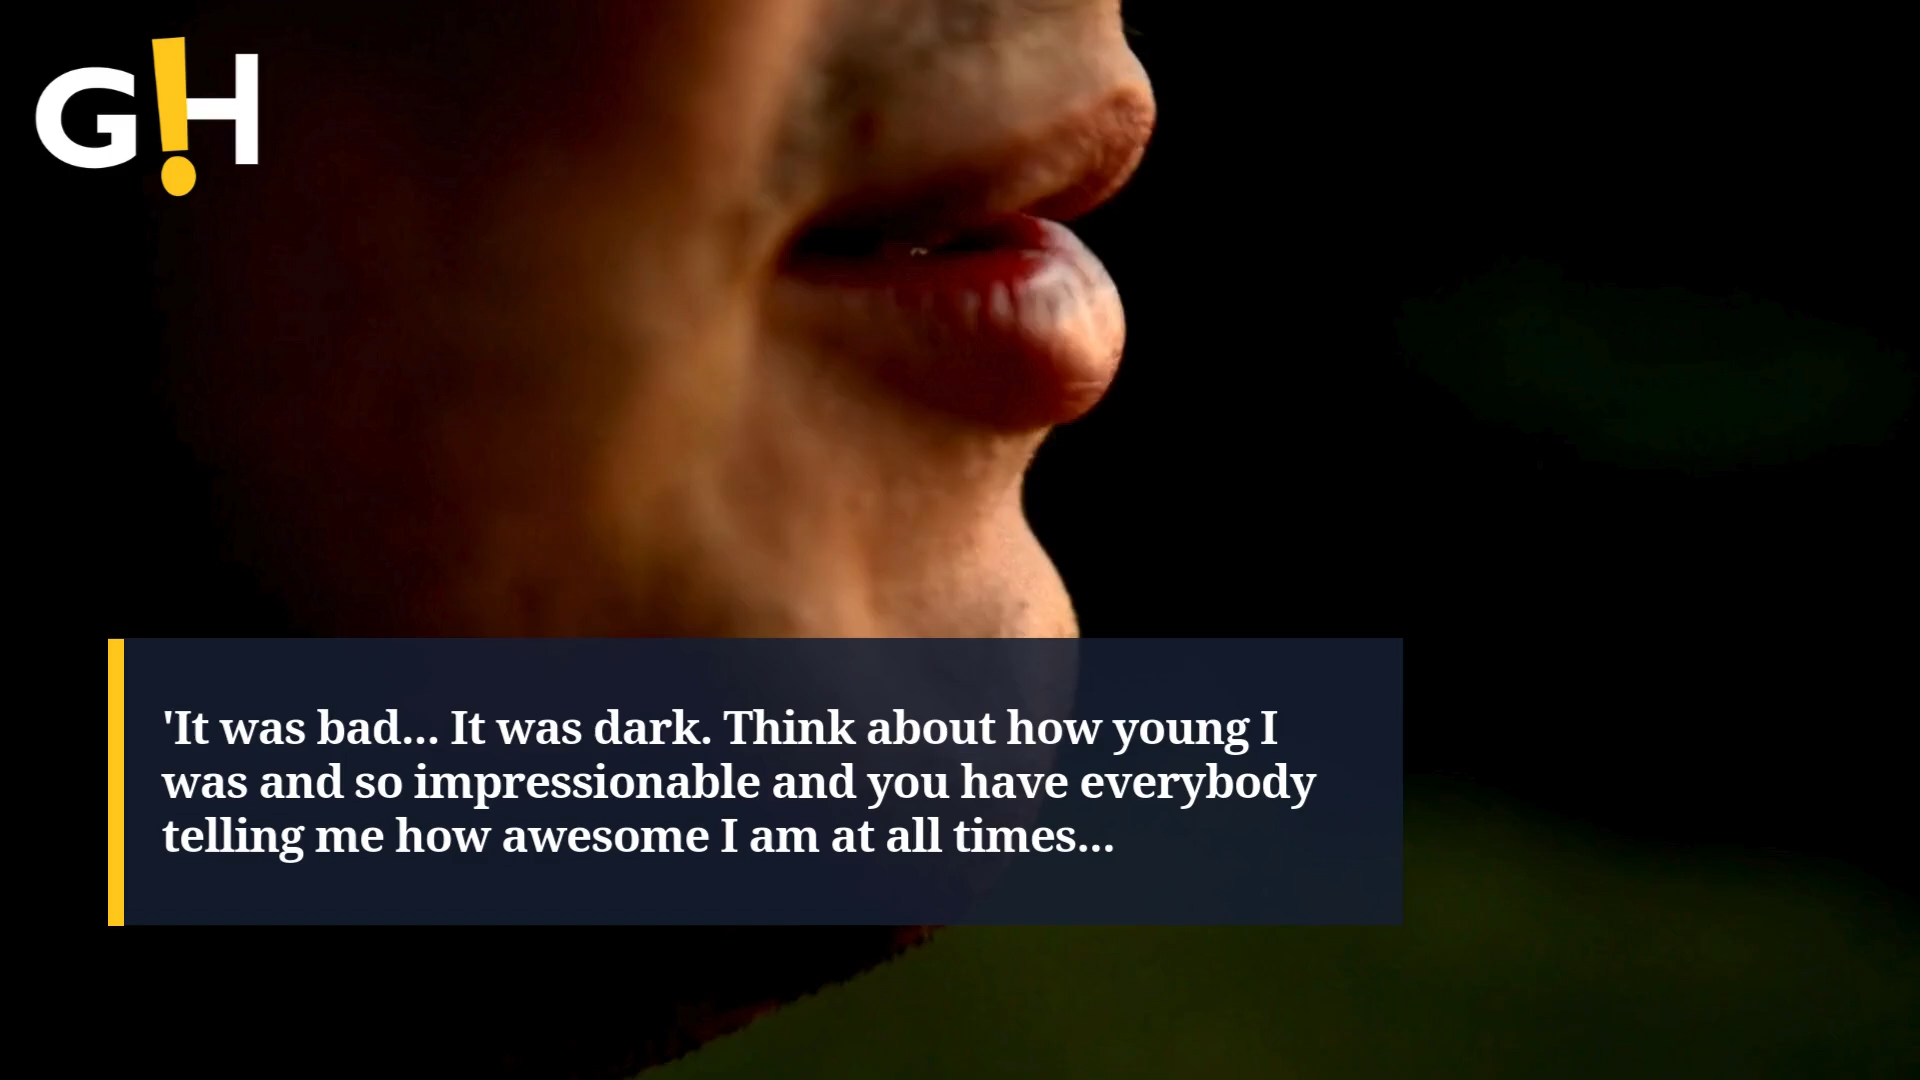 G!H
'It was bad... It was dark. Think about how young I
was and so impressionable and you have everybody
telling me how awesome I am at all times...